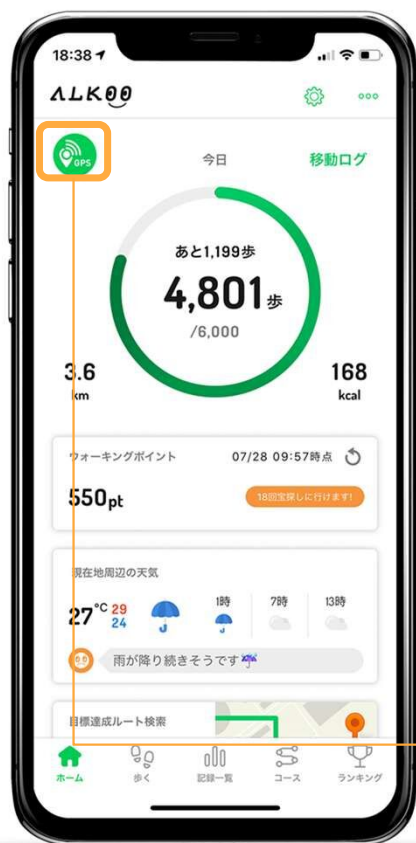 18:38
ALKOO
GPS
今日
移動ログ
あと1,199歩
4,801歩
/6,000
3.6
km
168
kcal
ウォーキングポイント
07/28 09:57時点
550pt
18回宝探しに行けます!
現在地周辺の天気
27°C
29
24
1時
7時
13時
雨が降り続きそうです☔
目標達成ルート検索
ホーム
歩く
記録一覧
コース
ランキング